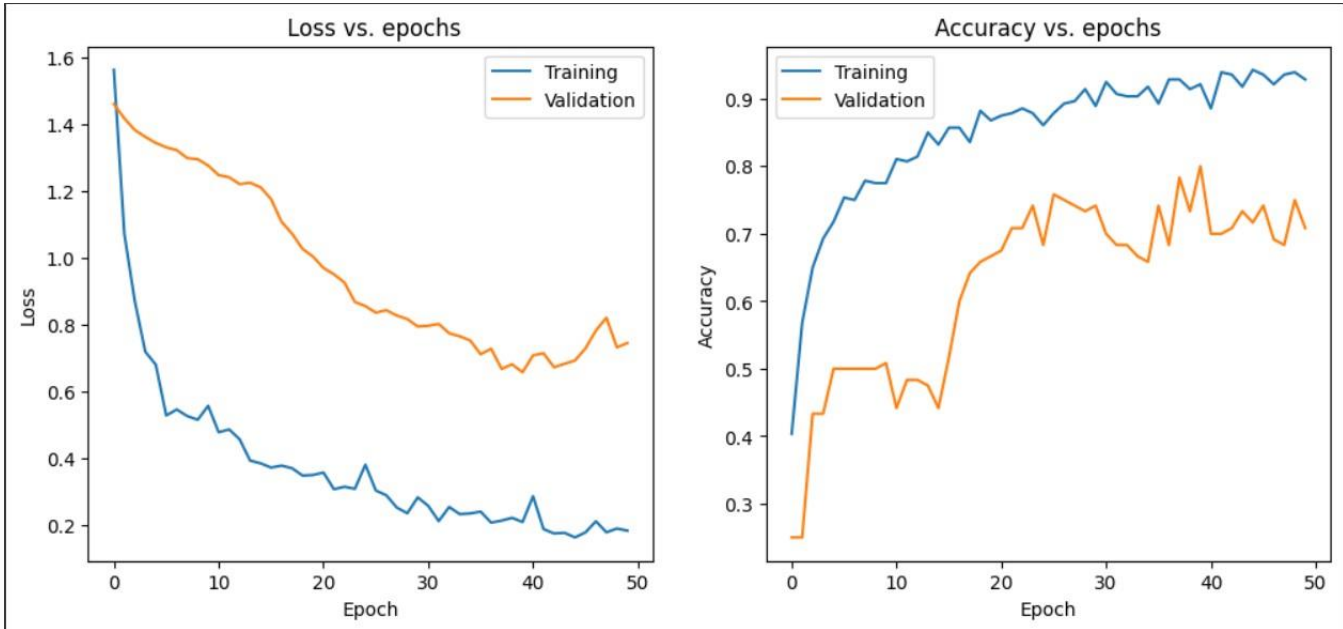 Loss vs. epochs
Training
Validation
1.6
1.4
1.2
1.0
0.8
0.6
0.4
0.2
Loss
0
10
20
30
40
50
Epoch
Accuracy vs. epochs
Training
Validation
0.9
0.8
0.7
0.6
0.5
0.4
0.3
Accuracy
0
10
20
30
40
50
Epoch